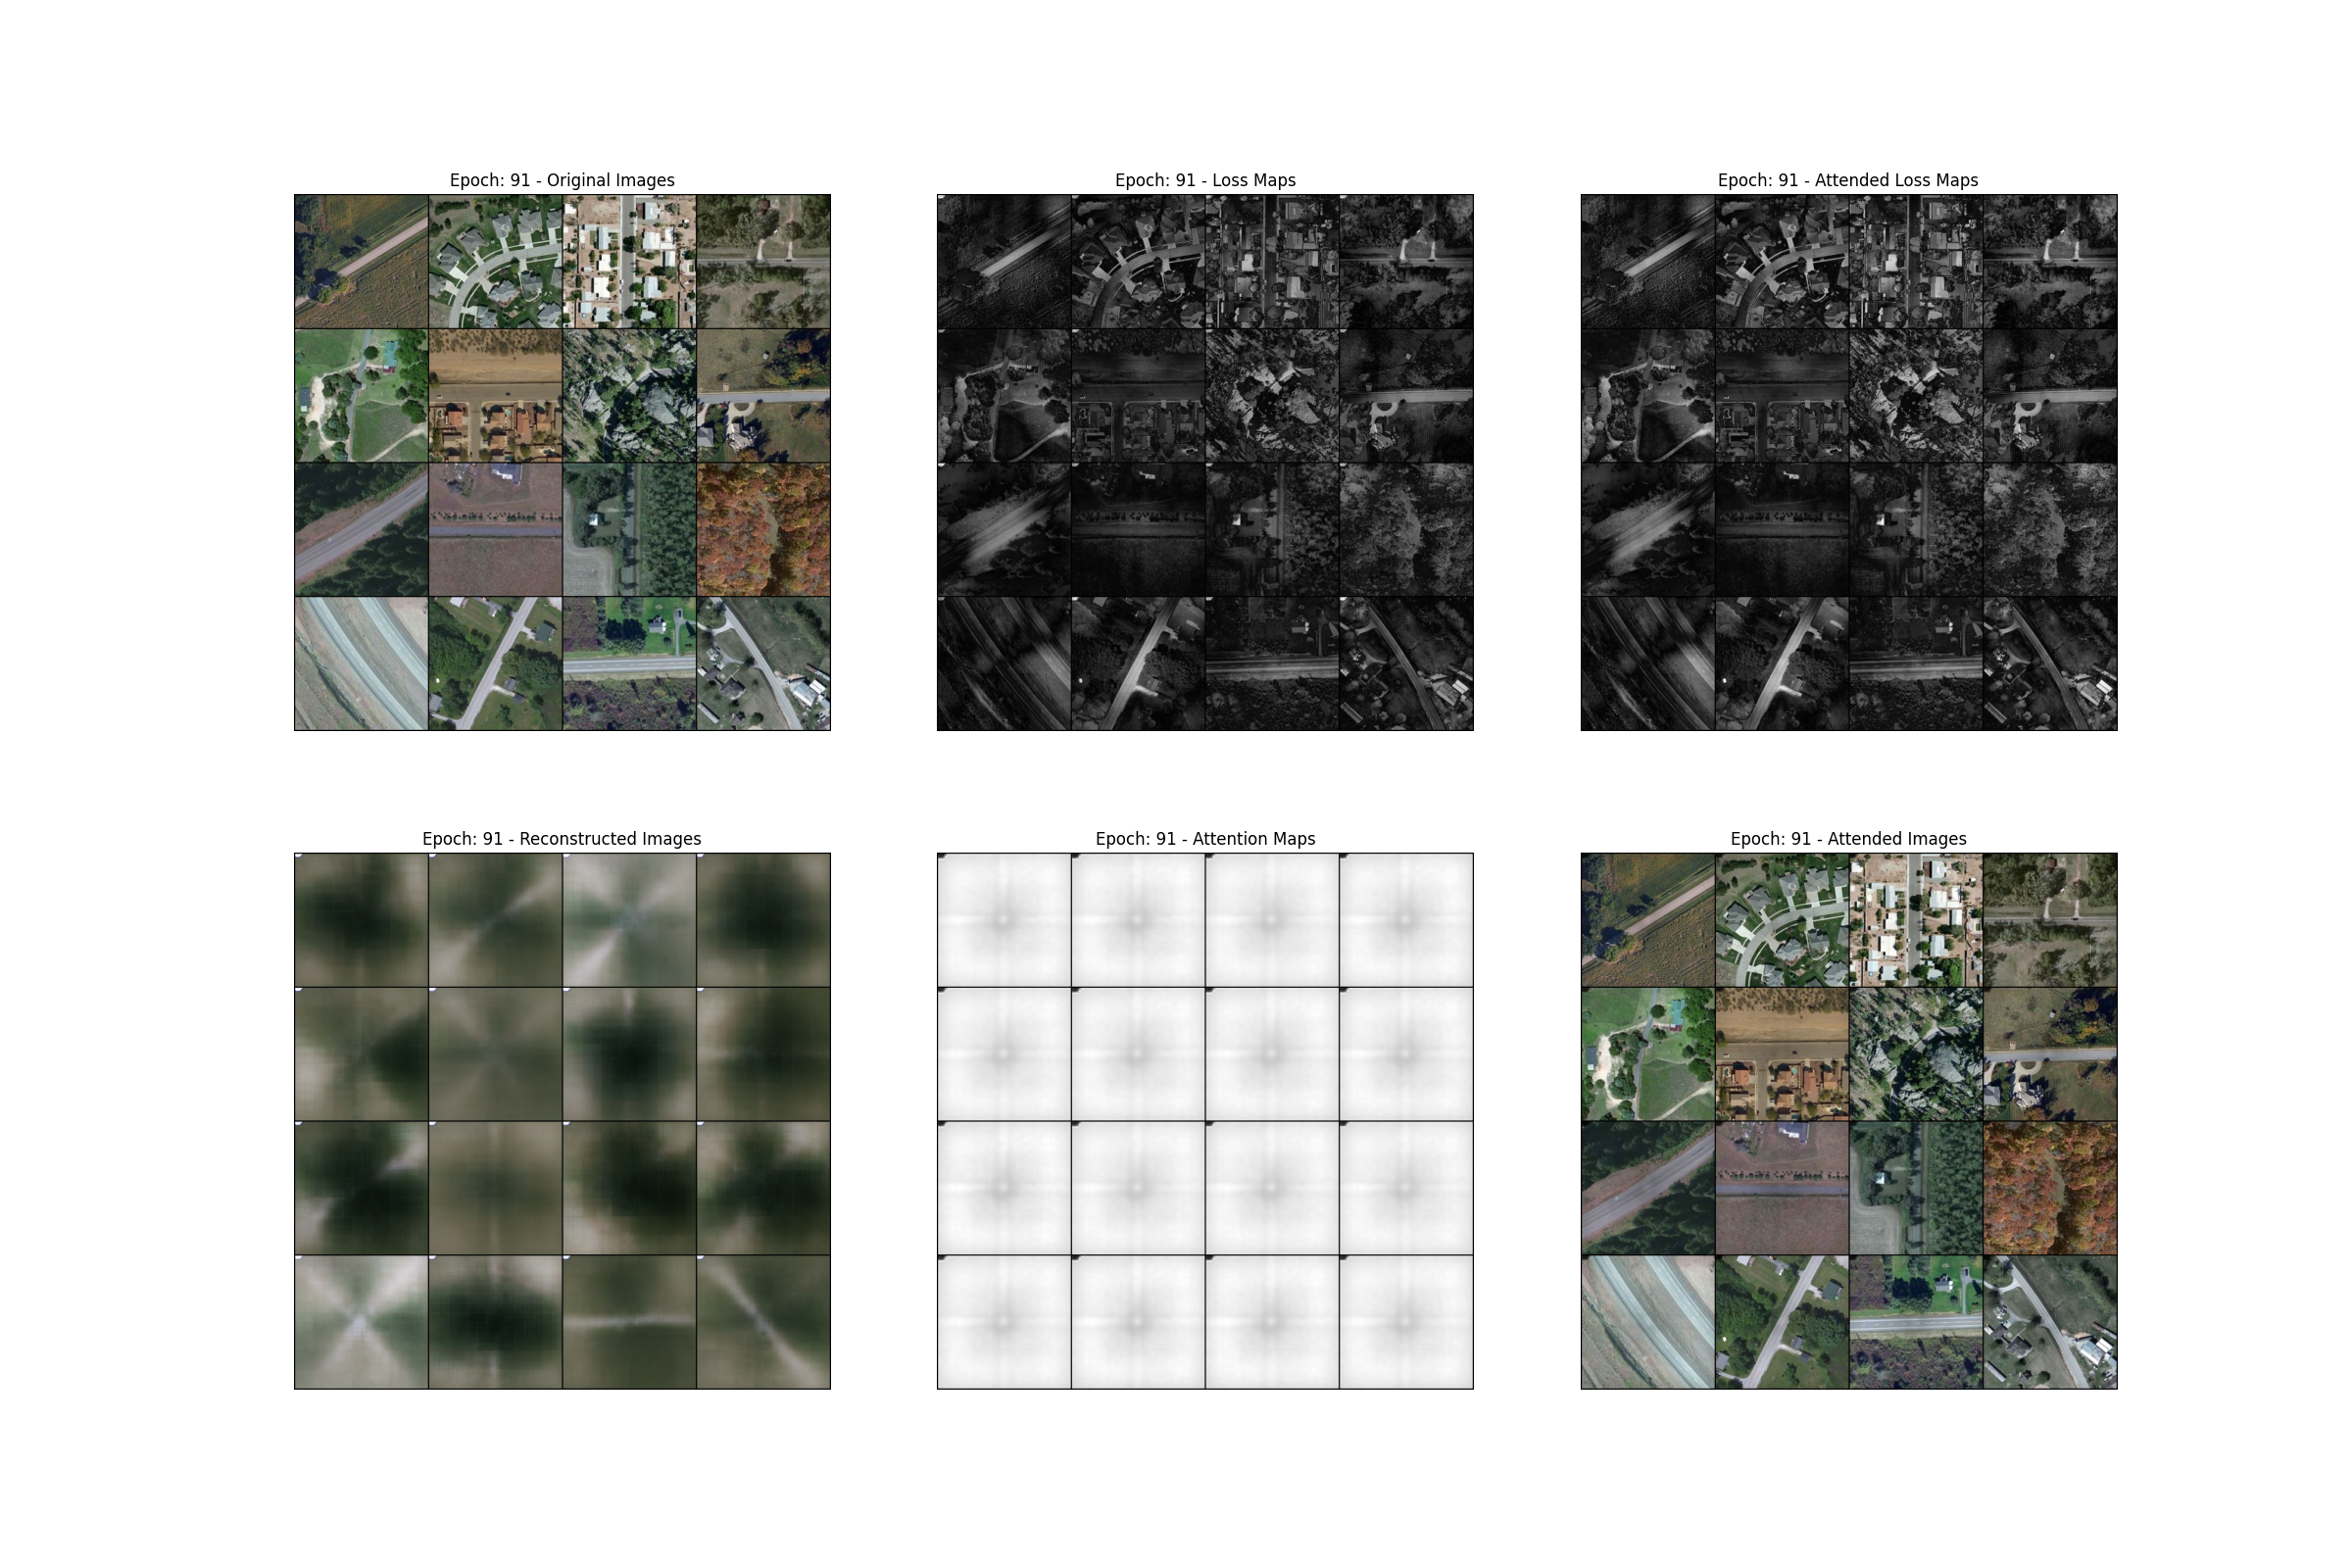 Epoch: 91 - Original Images
Epoch: 91 - Loss Maps
Epoch: 91 - Attended Loss Maps
Epoch: 91 - Reconstructed Images
Epoch: 91 - Attention Maps
Epoch: 91 - Attended Images